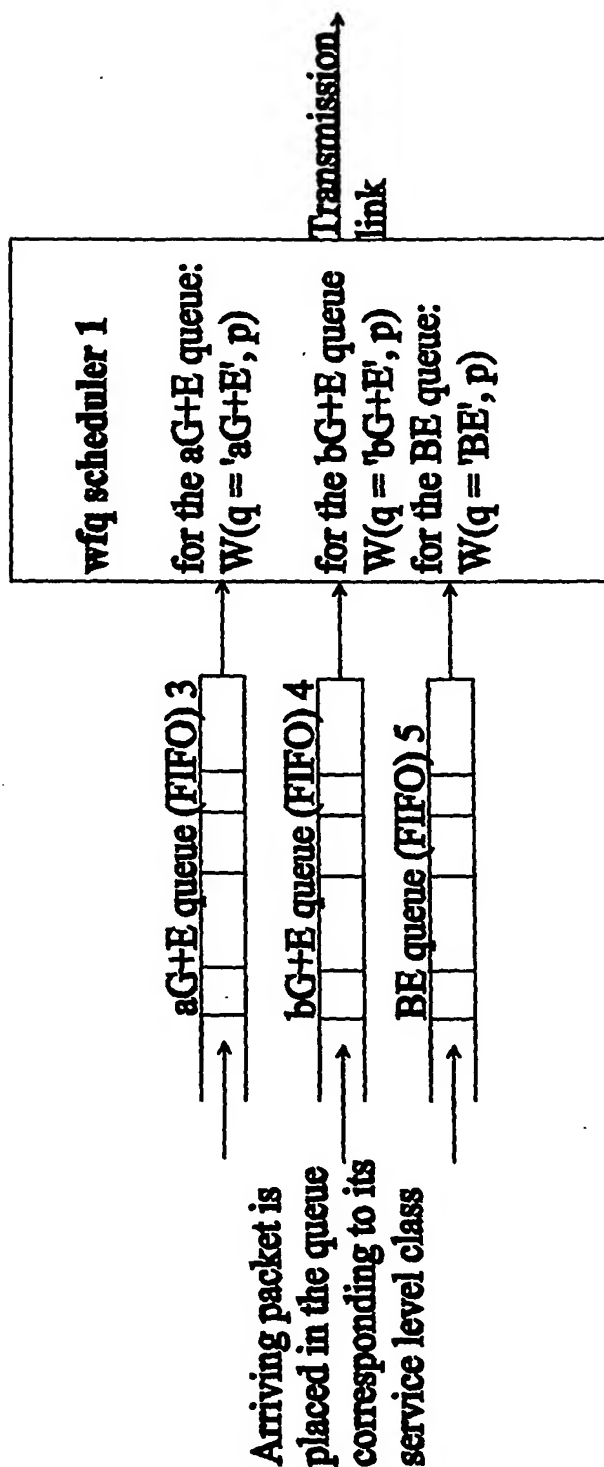 Arriving packet is
placed in the queue
corresponding to its
service level class
aG+E queue (FIFO) 3
bG+E queue (FIFO) 4
BE queue (FIFO) 5
wfq scheduler 1
for the aG+E queue:
W(q = 'aG+E', p)
for the bG+E queue
W(q = 'bG+E', p)
for the BE queue:
W(q = 'BE', p)
Transmission
link